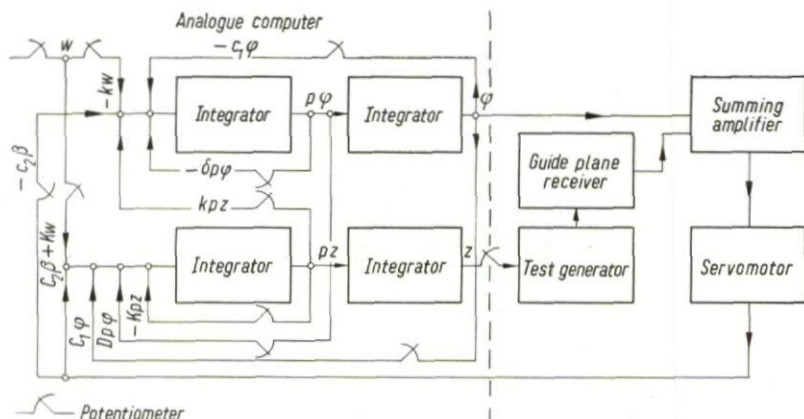 Analogue computer
w
− c₁φ
− kw
Integrator
pφ
Integrator
φ
Summing
amplifier
− c₂β
− δpφ
kpz
Guide plane
receiver
C₂β + Kw
Integrator
pz
Integrator
z
Test generator
Servomotor
C₁φ
Dpφ
− Kpz
Potentiometer